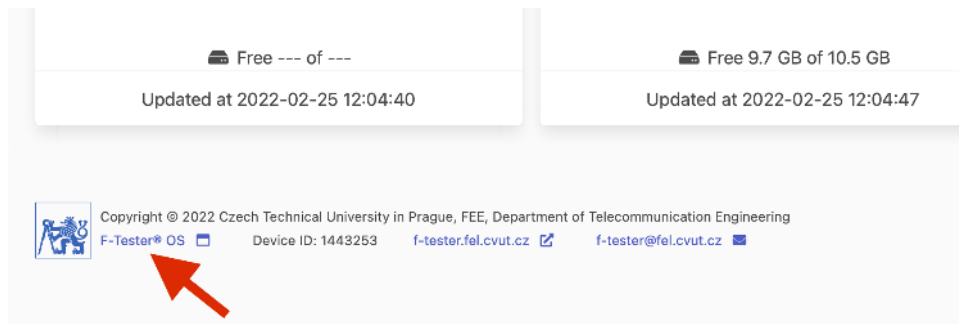 Free --- of ---
Free 9.7 GB of 10.5 GB
Updated at 2022-02-25 12:04:40
Updated at 2022-02-25 12:04:47
Copyright © 2022 Czech Technical University in Prague, FEE, Department of Telecommunication Engineering
F-Tester® OS Device ID: 1443253 f-tester.fel.cvut.cz f-tester@fel.cvut.cz